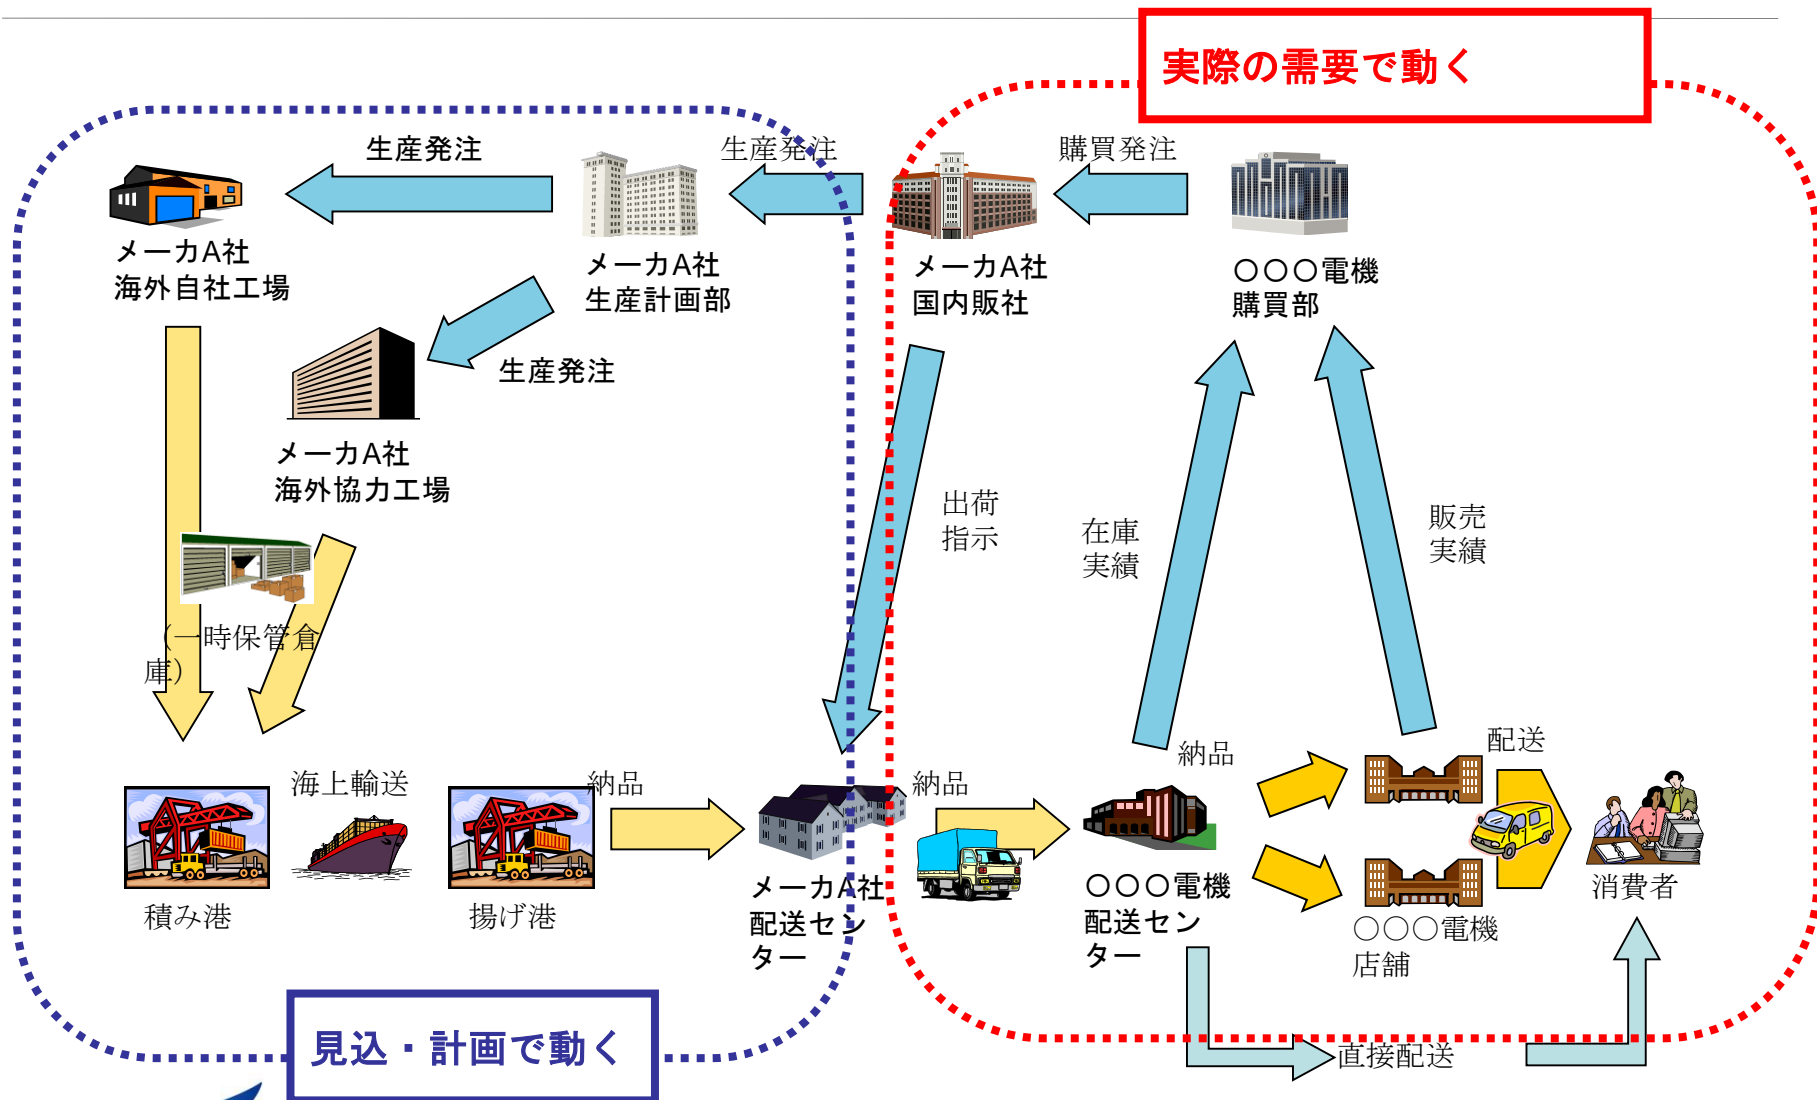 実際の需要で動く
生産発注
生産発注
購買発注
メーカA社
海外自社工場
メーカA社
生産計画部
メーカA社
国内販社
〇〇〇電機
購買部
生産発注
メーカA社
海外協力工場
出荷
指示
在庫
実績
販売
実績
（一時保管倉
庫）
海上輸送
納品
納品
納品
配送
積み港
揚げ港
メーカA社
配送セン
ター
〇〇〇電機
配送セン
ター
〇〇〇電機
店舗
消費者
見込・計画で動く
直接配送